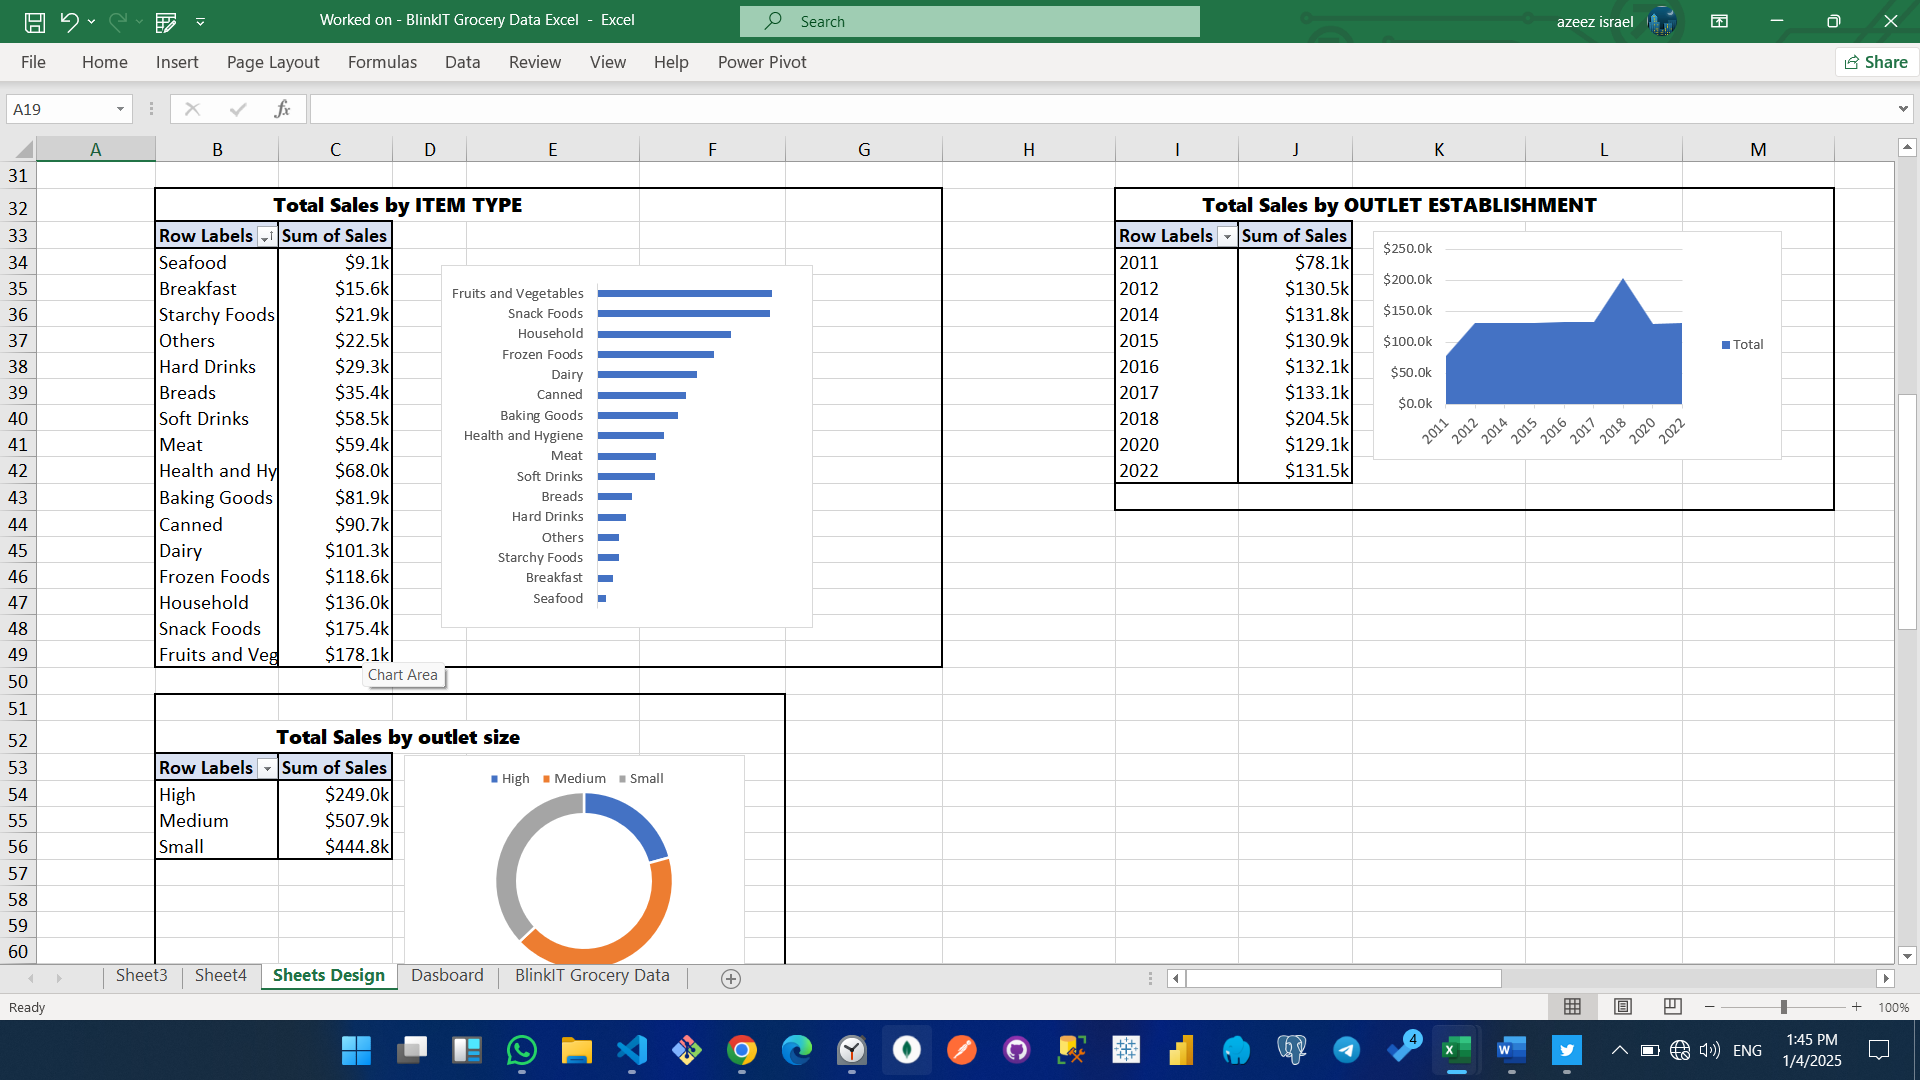 Worked on - BlinkIT Grocery Data Excel - Excel
Search
azeez israel
File Home Insert Page Layout Formulas Data Review View Help Power Pivot
Share
A19
fx
A B C D E F G H I J K L M
31
32 Total Sales by ITEM TYPE
33 Row Labels Sum of Sales
34 Seafood $9.1k
35 Breakfast $15.6k
36 Starchy Foods $21.9k
37 Others $22.5k
38 Hard Drinks $29.3k
39 Breads $35.4k
40 Soft Drinks $58.5k
41 Meat $59.4k
42 Health and Hy $68.0k
43 Baking Goods $81.9k
44 Canned $90.7k
45 Dairy $101.3k
46 Frozen Foods $118.6k
47 Household $136.0k
48 Snack Foods $175.4k
49 Fruits and Veg $178.1k
Chart Area
Fruits and Vegetables
Snack Foods
Household
Frozen Foods
Dairy
Canned
Baking Goods
Health and Hygiene
Meat
Soft Drinks
Breads
Hard Drinks
Others
Starchy Foods
Breakfast
Seafood
Total Sales by OUTLET ESTABLISHMENT
Row Labels Sum of Sales
2011 $78.1k
2012 $130.5k
2014 $131.8k
2015 $130.9k
2016 $132.1k
2017 $133.1k
2018 $204.5k
2020 $129.1k
2022 $131.5k
$250.0k
$200.0k
$150.0k
$100.0k
$50.0k
$0.0k
2011 2012 2014 2015 2016 2017 2018 2020 2022
Total
50
51
52 Total Sales by outlet size
53 Row Labels Sum of Sales
54 High $249.0k
55 Medium $507.9k
56 Small $444.8k
57
58
59
60
High Medium Small
Sheet3 Sheet4 Sheets Design Dasboard BlinkIT Grocery Data
Ready
100%
4
ENG
1:45 PM
1/4/2025